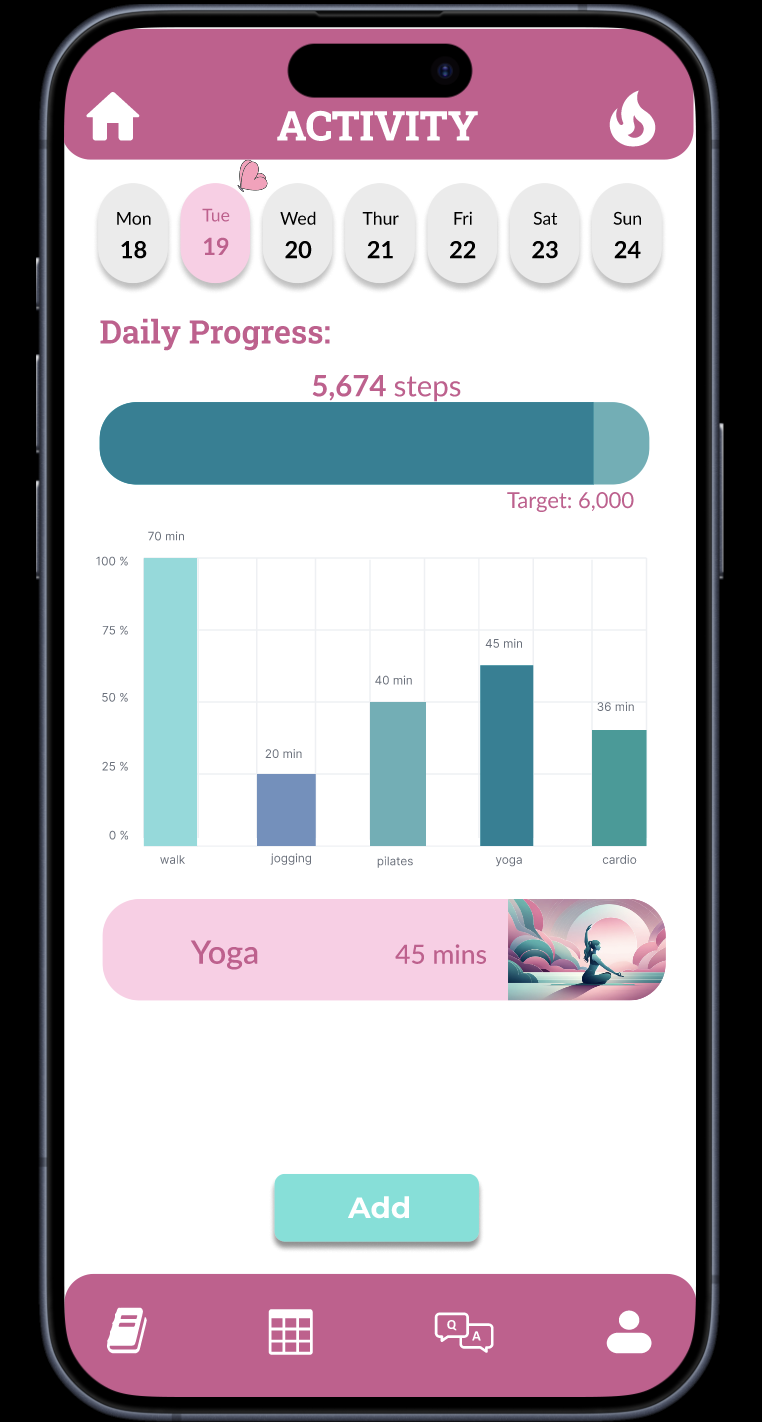 ACTIVITY
Mon Tue Wed Thur Fri Sat Sun
18 19 20 21 22 23 24
Daily Progress:
5,674 steps
Target: 6,000
70 min
100 %
75 %
45 min
50 %
40 min
36 min
25 %
20 min
0 %
walk jogging pilates yoga cardio
Yoga 45 mins
Add
Q A